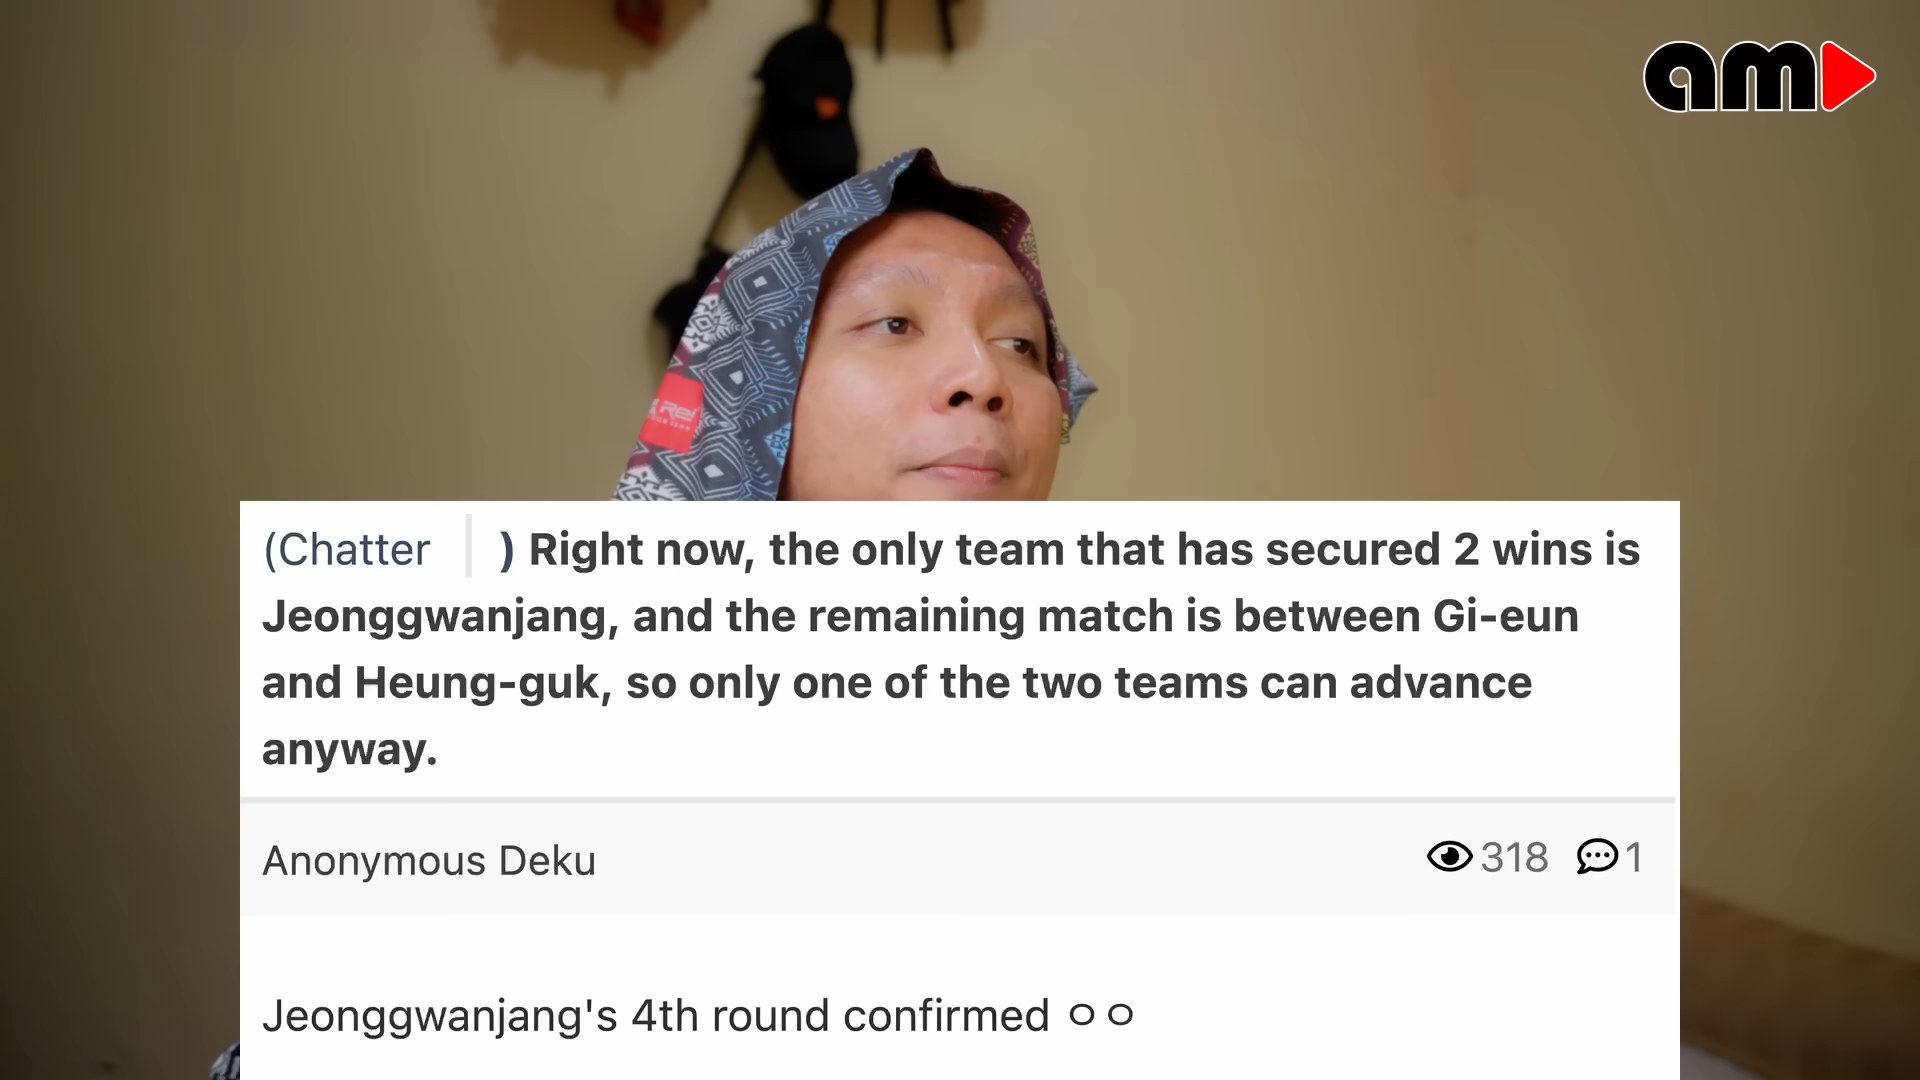 am
Rei
(Chatter ) Right now, the only team that has secured 2 wins is
Jeonggwanjang, and the remaining match is between Gi-eun
and Heung-guk, so only one of the two teams can advance
anyway.
Anonymous Deku
318 1
Jeonggwanjang's 4th round confirmed ㅇㅇ